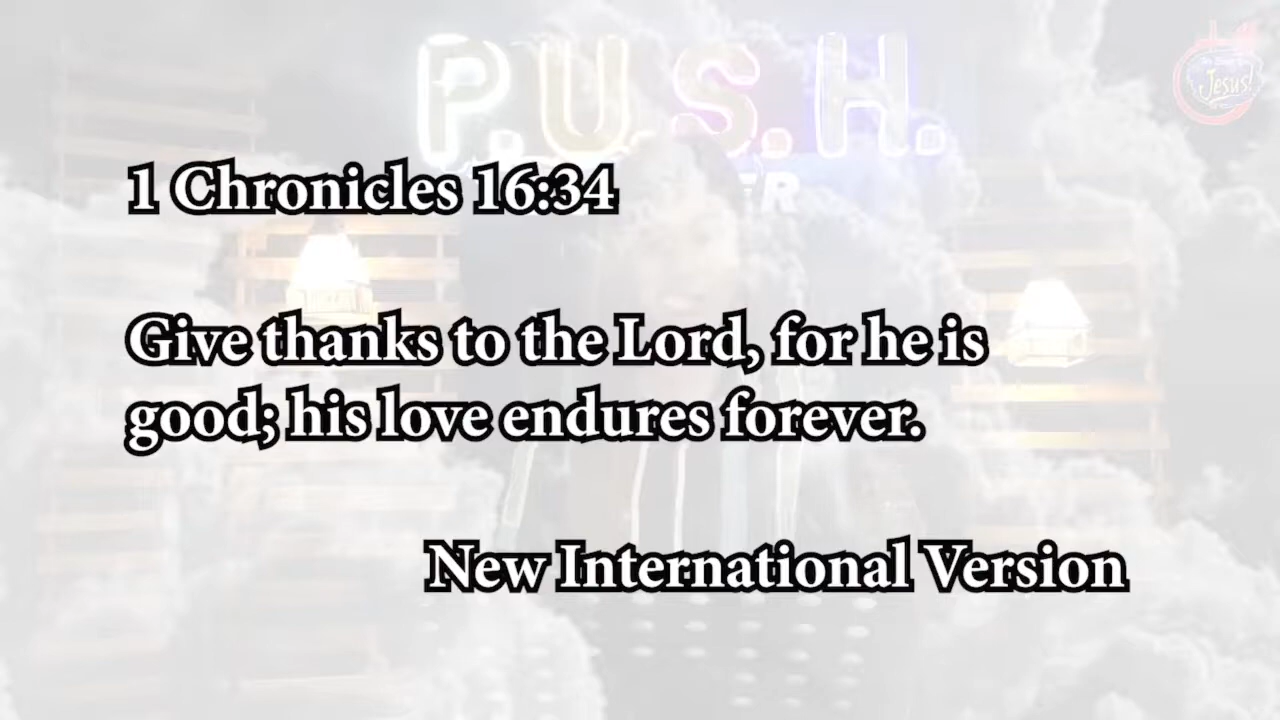 P.U.S.H.
Jesus!
1 Chronicles 16:34
Give thanks to the Lord, for he is
good; his love endures forever.
New International Version